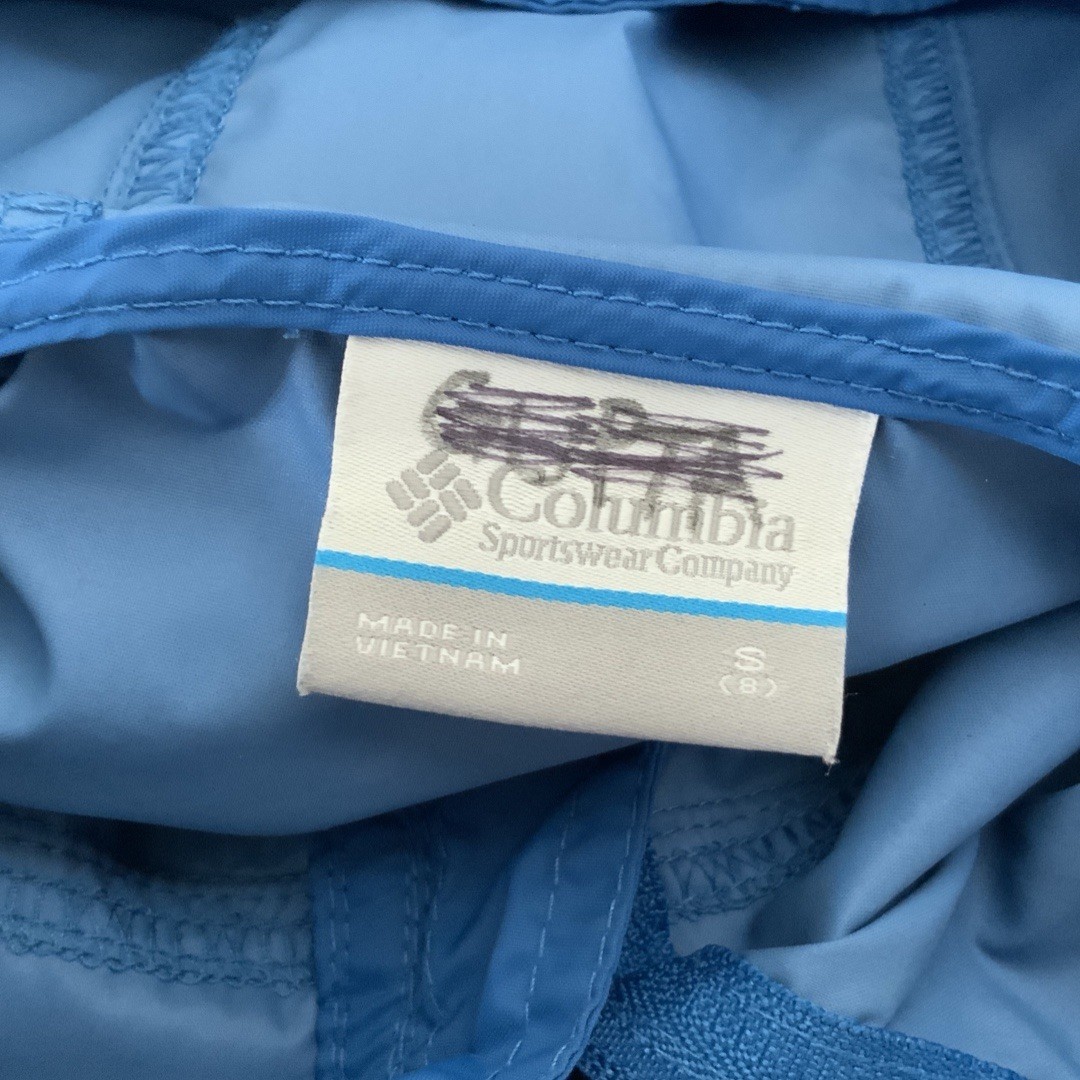 Columbia
Sportswear Company
MADE IN
VIETNAM
S
(8)